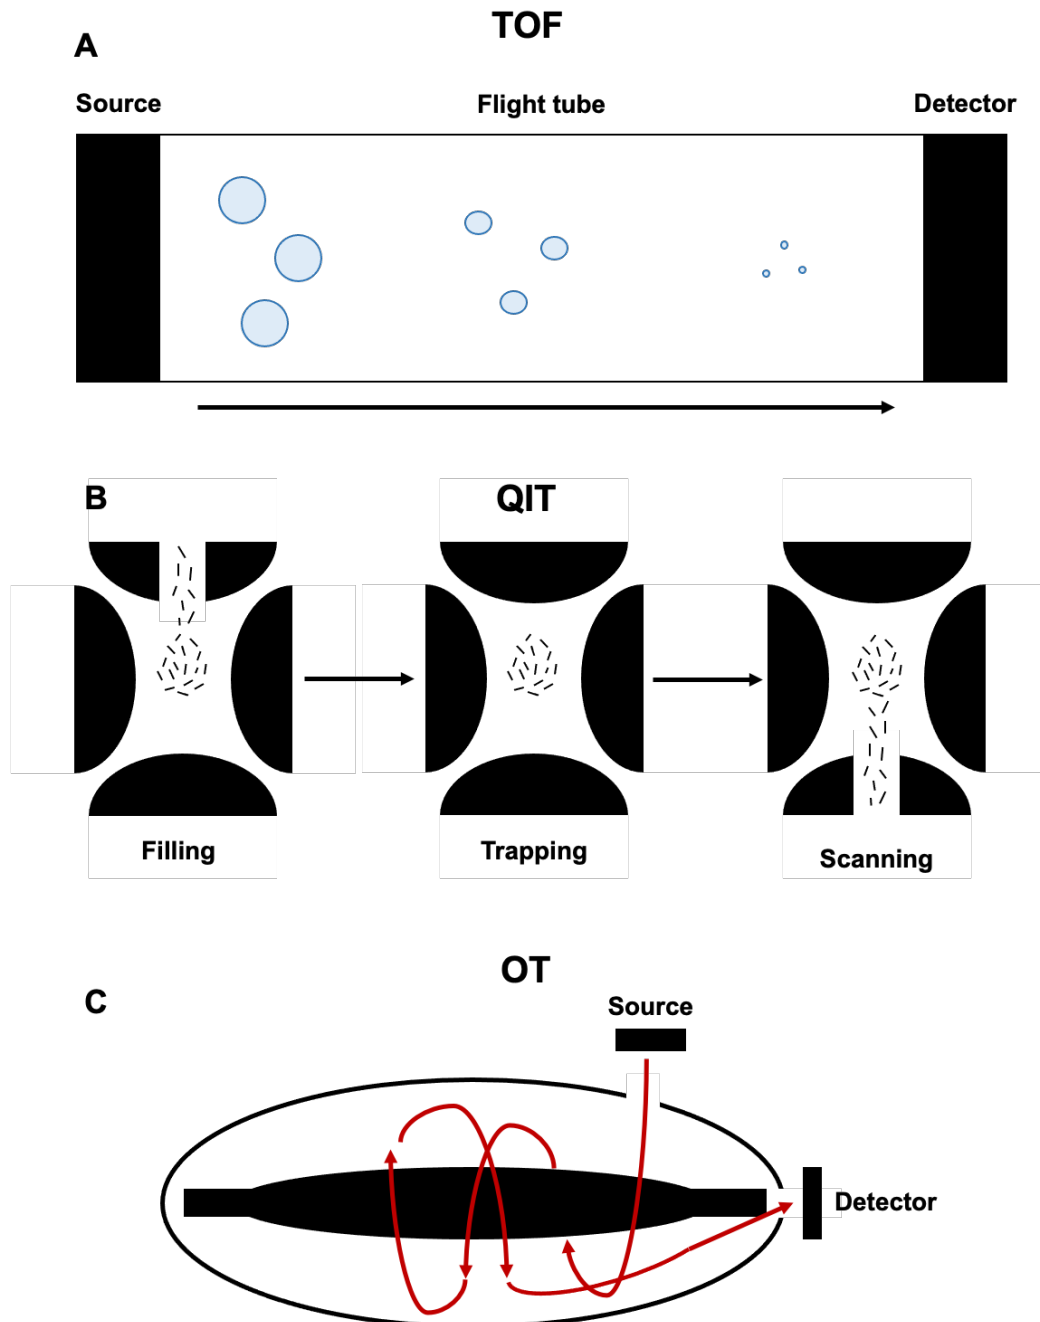 TOF
A
Source Flight tube Detector
B
QIT
Filling Trapping Scanning
OT
C
Source
Detector